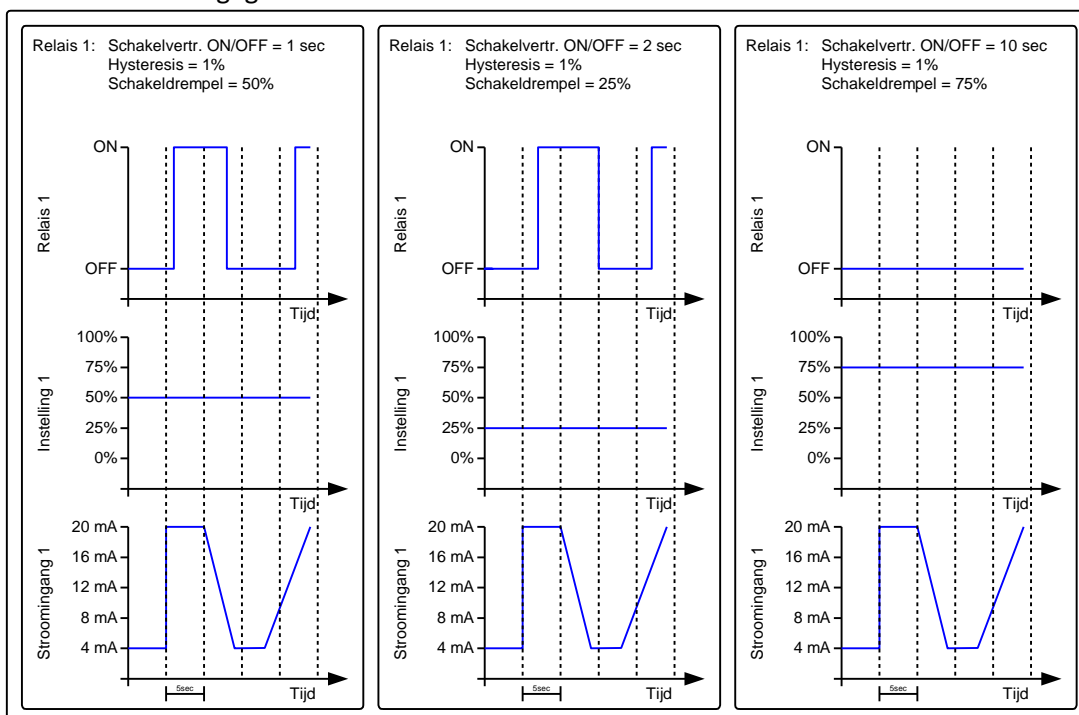 Relais 1: Schakelvertr. ON/OFF = 1 sec
Hysteresis = 1%
Schakeldrempel = 50%
ON
OFF
Relais 1
Tijd
100%
75%
50%
25%
0%
Instelling 1
Tijd
20 mA
16 mA
12 mA
8 mA
4 mA
Stroomingang 1
5sec
Tijd
Relais 1: Schakelvertr. ON/OFF = 2 sec
Hysteresis = 1%
Schakeldrempel = 25%
ON
OFF
Relais 1
Tijd
100%
75%
50%
25%
0%
Instelling 1
Tijd
20 mA
16 mA
12 mA
8 mA
4 mA
Stroomingang 1
5sec
Tijd
Relais 1: Schakelvertr. ON/OFF = 10 sec
Hysteresis = 1%
Schakeldrempel = 75%
ON
OFF
Relais 1
Tijd
100%
75%
50%
25%
0%
Instelling 1
Tijd
20 mA
16 mA
12 mA
8 mA
4 mA
Stroomingang 1
5sec
Tijd